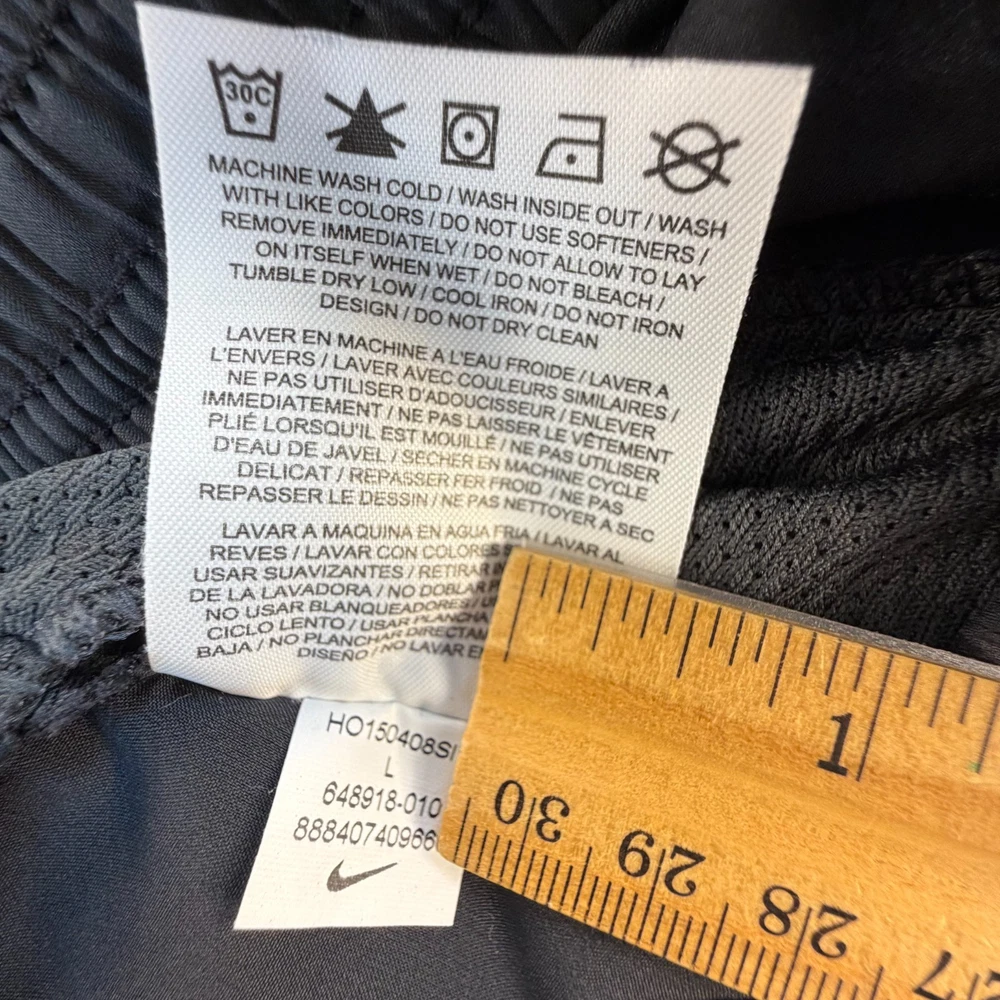 30C
MACHINE WASH COLD / WASH INSIDE OUT / WASH
WITH LIKE COLORS / DO NOT USE SOFTENERS /
REMOVE IMMEDIATELY / DO NOT ALLOW TO LAY
ON ITSELF WHEN WET / DO NOT BLEACH /
TUMBLE DRY LOW / COOL IRON / DO NOT IRON
DESIGN / DO NOT DRY CLEAN
LAVER EN MACHINE A L'EAU FROIDE / LAVER A
L'ENVERS / LAVER AVEC COULEURS SIMILAIRES /
NE PAS UTILISER D'ADOUCISSEUR / ENLEVER
IMMEDIATEMENT / NE PAS LAISSER LE VÊTEMENT
PLIÉ LORSQU'IL EST MOUILLÉ / NE PAS UTILISER
D'EAU DE JAVEL / SECHER EN MACHINE CYCLE
DELICAT / REPASSER FER FROID / NE PAS
REPASSER LE DESSIN / NE PAS NETTOYER A SEC
LAVAR A MAQUINA EN AGUA FRIA / LAVAR AL
REVES / LAVAR CON COLORES
USAR SUAVIZANTES / RETIRAR
DE LA LAVADORA / NO DOBLAR
NO USAR BLANQUEADORES /
CICLO LENTO / USAR PLANCHA
BAJA / NO PLANCHAR
DISEÑO / NO LAVAR
HO150408SI
L
648918-010
88840740966
1
30
29
28
27